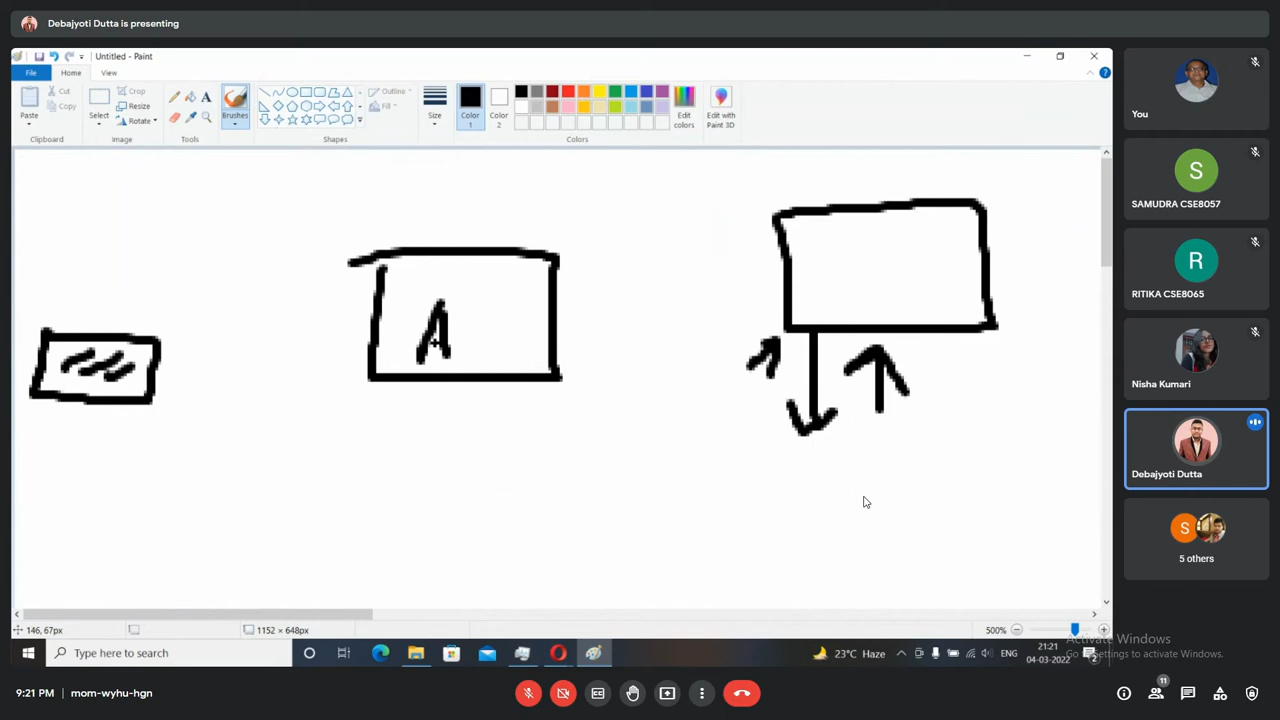 Debajyoti Dutta is presenting
Untitled - Paint
File Home View
Paste
Cut
Copy
Clipboard
Select
Crop
Resize
Rotate
Image
A
Tools
Brushes
Outline
Fill
Shapes
Size
Color 1
Color 2
Edit colors
Colors
Edit with Paint 3D
A
146, 67px
1152 × 648px
500%
Type here to search
23°C Haze
ENG
21:21
04-03-2022
2
Activate Windows
Go to Settings to activate Windows.
You
S
SAMUDRA CSE8057
R
RITIKA CSE8065
Nisha Kumari
Debajyoti Dutta
S
5 others
9:21 PM mom-wyhu-hgn
11